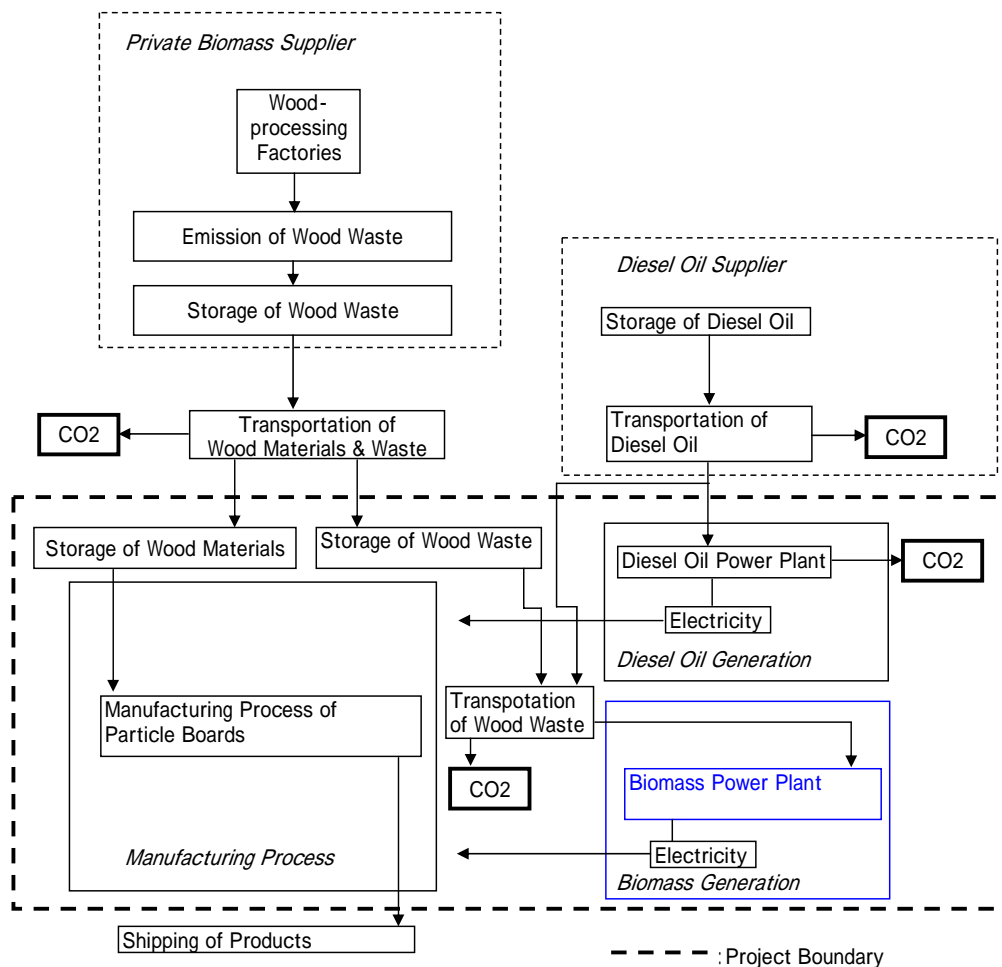 Private Biomass Supplier
Wood-
processing
Factories
Emission of Wood Waste
Storage of Wood Waste
Diesel Oil Supplier
Storage of Diesel Oil
Transportation of
Wood Materials & Waste
CO2
Transportation of
Diesel Oil
CO2
Storage of Wood Materials
Storage of Wood Waste
Diesel Oil Power Plant
CO2
Electricity
Diesel Oil Generation
Manufacturing Process of
Particle Boards
Transpotation
of Wood Waste
CO2
Biomass Power Plant
Manufacturing Process
Electricity
Biomass Generation
Shipping of Products
: Project Boundary